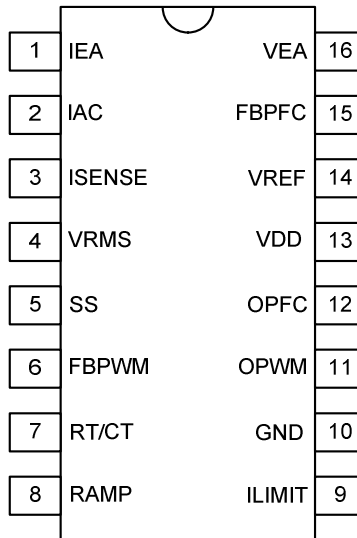 1 IEA VEA 16
2 IAC FBPFC 15
3 ISENSE VREF 14
4 VRMS VDD 13
5 SS OPFC 12
6 FBPWM OPWM 11
7 RT/CT GND 10
8 RAMP ILIMIT 9